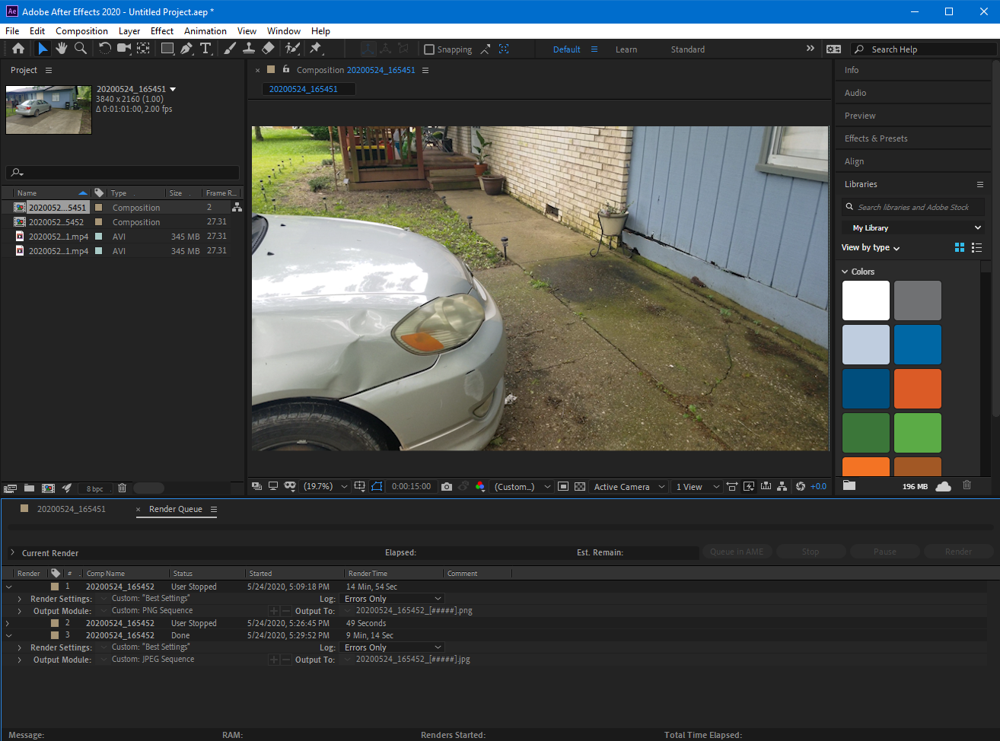 Ae Adobe After Effects 2020 - Untitled Project.aep *
File Edit Composition Layer Effect Animation View Window Help
Snapping Default Learn Standard Search Help
Project
20200524_165451
3840 x 2160 (1.00)
Δ 0:01:01:00, 2.00 fps
Name Type Size Frame R...
2020052...5451 Composition 2
2020052...5452 Composition 27.31
2020052...1.mp4 AVI 345 MB 27.31
2020052...1.mp4 AVI 345 MB 27.31
8 bpc
Composition 20200524_165451
20200524_165451
(19.7%) 0:00:15:00 (Custom...) Active Camera 1 View +0.0
Info
Audio
Preview
Effects & Presets
Align
Libraries
Search libraries and Adobe Stock
My Library
View by type
Colors
196 MB
20200524_165451 Render Queue
Current Render Elapsed: Est. Remain: Queue in AME Stop Pause Render
Render # Comp Name Status Started Render Time Comment
1 20200524_165452 User Stopped 5/24/2020, 5:09:18 PM 14 Min, 54 Sec
Render Settings: Custom: "Best Settings" Log: Errors Only
Output Module: Custom: PNG Sequence Output To: 20200524_165452_[#####].png
2 20200524_165452 User Stopped 5/24/2020, 5:26:45 PM 49 Seconds
3 20200524_165452 Done 5/24/2020, 5:29:52 PM 9 Min, 14 Sec
Render Settings: Custom: "Best Settings" Log: Errors Only
Output Module: Custom: JPEG Sequence Output To: 20200524_165452_[#####].jpg
Message: RAM: Renders Started: Total Time Elapsed: